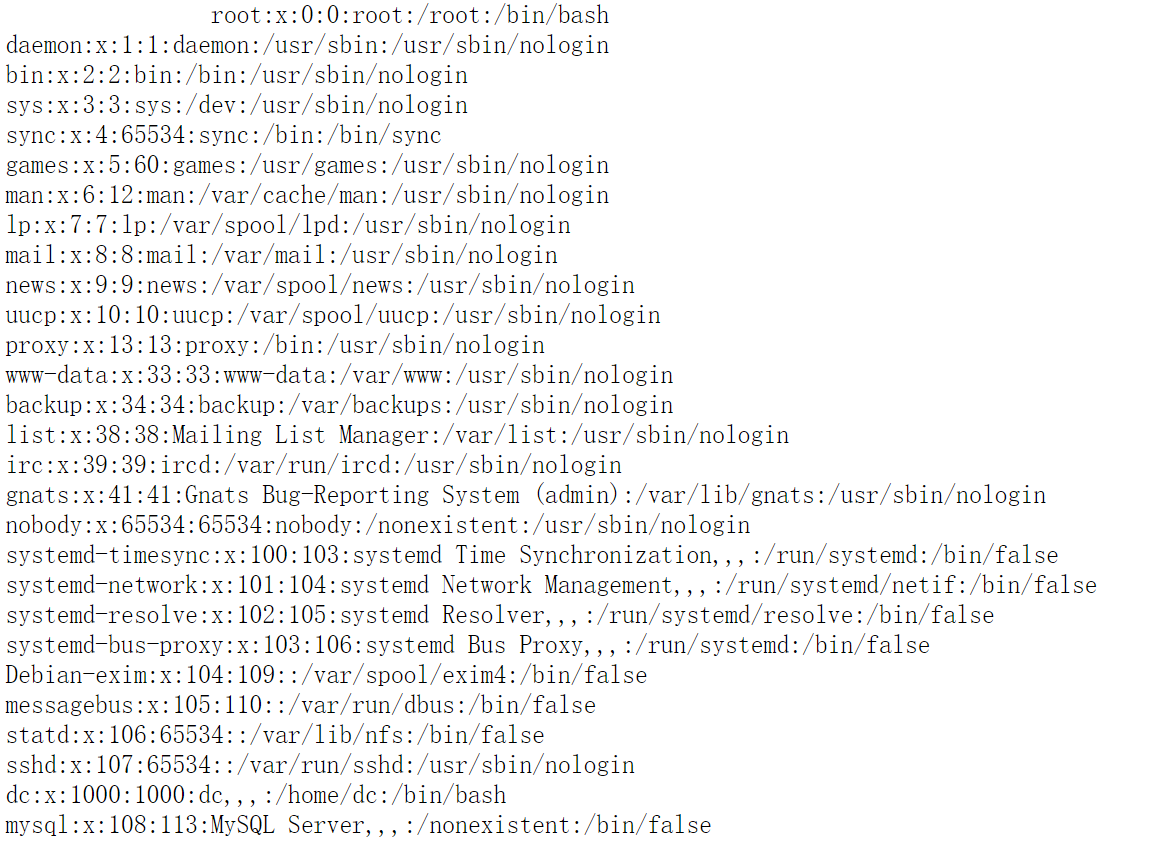 root:x:0:0:root:/root:/bin/bash
daemon:x:1:1:daemon:/usr/sbin:/usr/sbin/nologin
bin:x:2:2:bin:/bin:/usr/sbin/nologin
sys:x:3:3:sys:/dev:/usr/sbin/nologin
sync:x:4:65534:sync:/bin:/bin/sync
games:x:5:60:games:/usr/games:/usr/sbin/nologin
man:x:6:12:man:/var/cache/man:/usr/sbin/nologin
lp:x:7:7:lp:/var/spool/lpd:/usr/sbin/nologin
mail:x:8:8:mail:/var/mail:/usr/sbin/nologin
news:x:9:9:news:/var/spool/news:/usr/sbin/nologin
uucp:x:10:10:uucp:/var/spool/uucp:/usr/sbin/nologin
proxy:x:13:13:proxy:/bin:/usr/sbin/nologin
www-data:x:33:33:www-data:/var/www:/usr/sbin/nologin
backup:x:34:34:backup:/var/backups:/usr/sbin/nologin
list:x:38:38:Mailing List Manager:/var/list:/usr/sbin/nologin
irc:x:39:39:ircd:/var/run/ircd:/usr/sbin/nologin
gnats:x:41:41:Gnats Bug-Reporting System (admin):/var/lib/gnats:/usr/sbin/nologin
nobody:x:65534:65534:nobody:/nonexistent:/usr/sbin/nologin
systemd-timesync:x:100:103:systemd Time Synchronization,,,:/run/systemd:/bin/false
systemd-network:x:101:104:systemd Network Management,,,:/run/systemd/netif:/bin/false
systemd-resolve:x:102:105:systemd Resolver,,,:/run/systemd/resolve:/bin/false
systemd-bus-proxy:x:103:106:systemd Bus Proxy,,,:/run/systemd:/bin/false
Debian-exim:x:104:109::/var/spool/exim4:/bin/false
messagebus:x:105:110::/var/run/dbus:/bin/false
statd:x:106:65534::/var/lib/nfs:/bin/false
sshd:x:107:65534::/var/run/sshd:/usr/sbin/nologin
dc:x:1000:1000:dc,,,:/home/dc:/bin/bash
mysql:x:108:113:MySQL Server,,,:/nonexistent:/bin/false